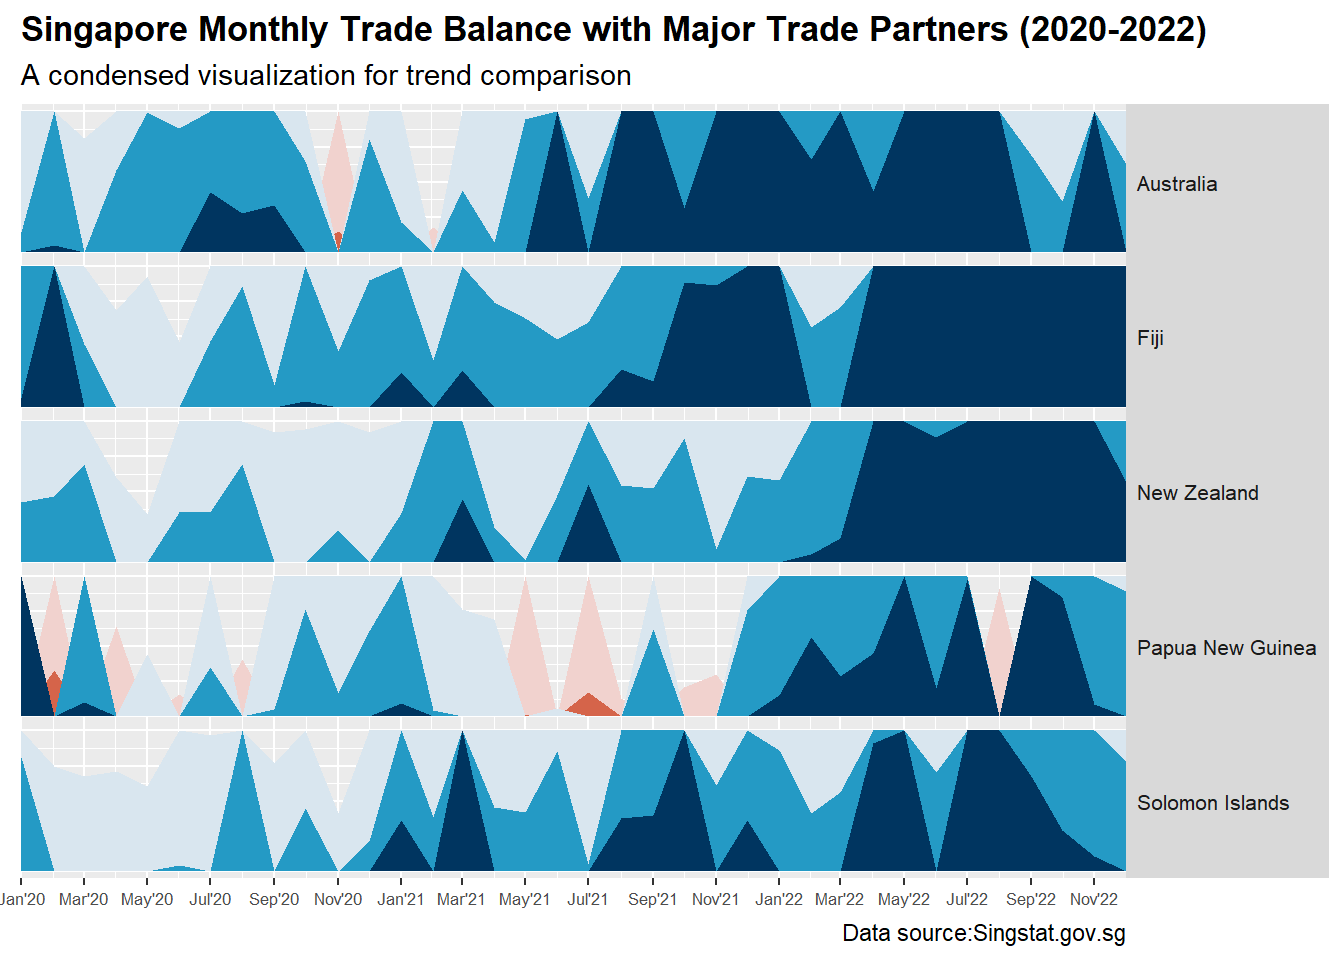 Singapore Monthly Trade Balance with Major Trade Partners (2020-2022)
A condensed visualization for trend comparison
Australia
Fiji
New Zealand
Papua New Guinea
Solomon Islands
Jan'20 Mar'20 May'20 Jul'20 Sep'20 Nov'20 Jan'21 Mar'21 May'21 Jul'21 Sep'21 Nov'21 Jan'22 Mar'22 May'22 Jul'22 Sep'22 Nov'22
Data source:Singstat.gov.sg